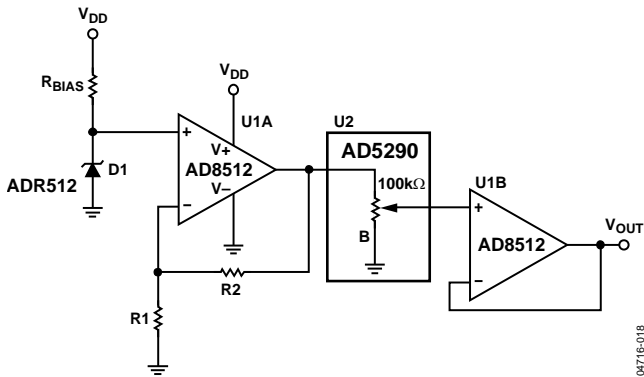 VDD
RBIAS
VDD
U1A
U2
AD5290
ADR512
D1
+
V+
AD8512
V–
–
100kΩ
B
U1B
+
AD8512
–
VOUT
R2
R1
04716-018